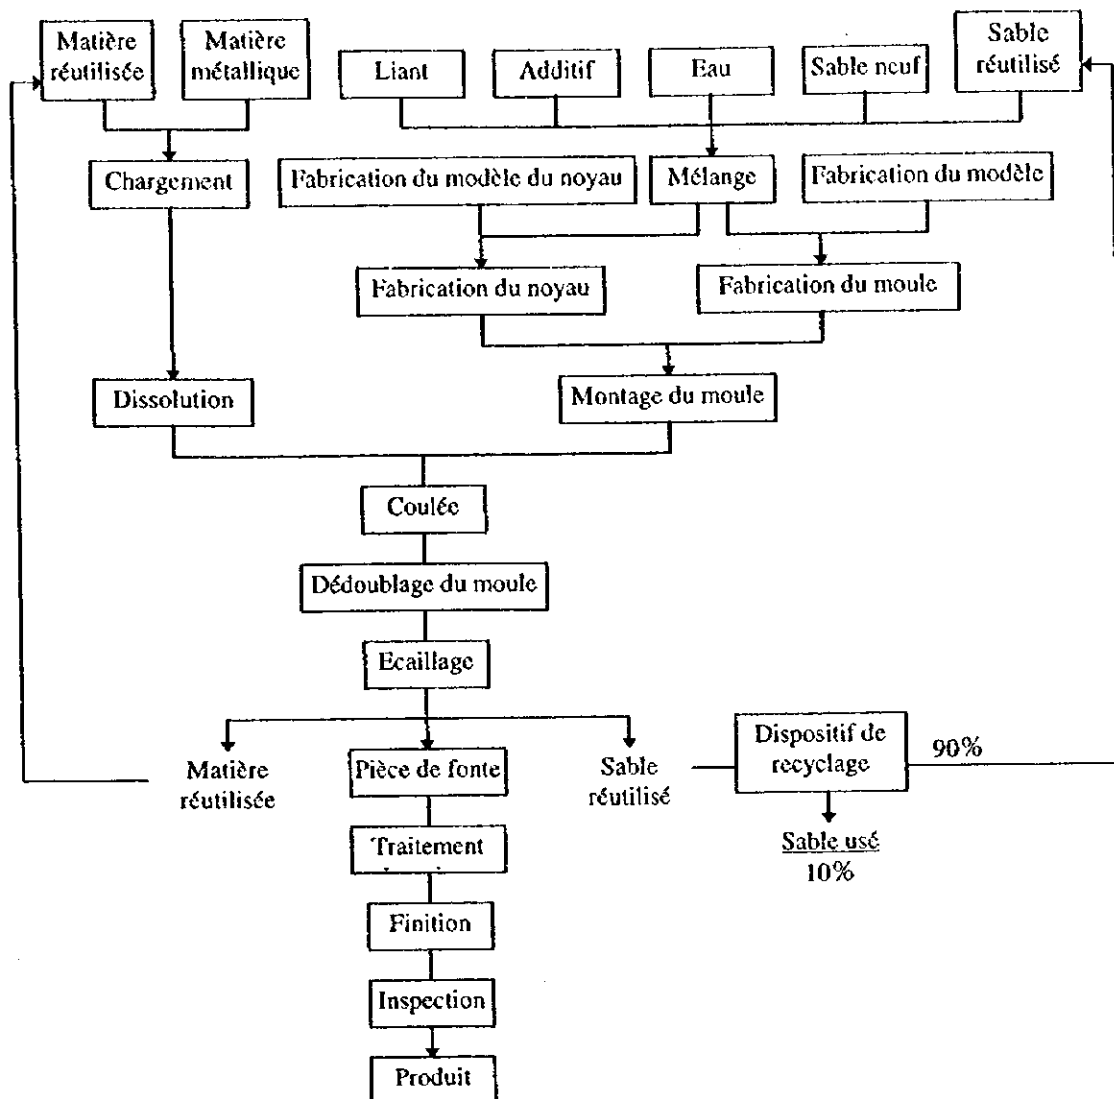 Matière
réutilisée
Matière
métallique
Liant
Additif
Eau
Sable neuf
Sable
réutilisé
Chargement
Fabrication du modèle du noyau
Mélange
Fabrication du modèle
Fabrication du noyau
Fabrication du moule
Dissolution
Montage du moule
Coulée
Dédoublage du moule
Ecaillage
Matière
réutilisée
Pièce de fonte
Sable
réutilisé
Dispositif de
recyclage
90%
Sable usé
10%
Traitement
Finition
Inspection
Produit